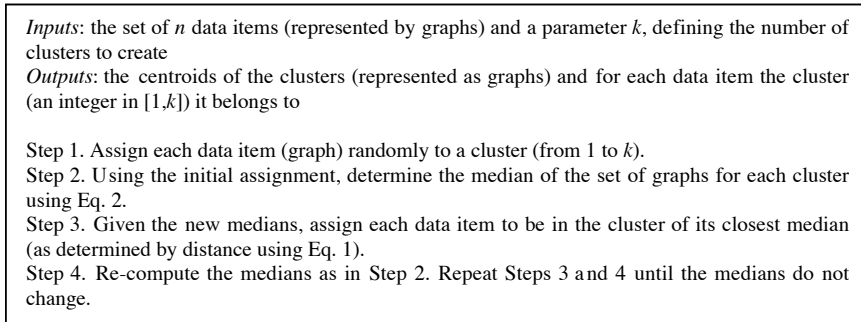 Inputs: the set of n data items (represented by graphs) and a parameter k, defining the number of
clusters to create
Outputs: the centroids of the clusters (represented as graphs) and for each data item the cluster
(an integer in [1,k]) it belongs to
Step 1. Assign each data item (graph) randomly to a cluster (from 1 to k).
Step 2. Using the initial assignment, determine the median of the set of graphs for each cluster
using Eq. 2.
Step 3. Given the new medians, assign each data item to be in the cluster of its closest median
(as determined by distance using Eq. 1).
Step 4. Re-compute the medians as in Step 2. Repeat Steps 3 and 4 until the medians do not
change.